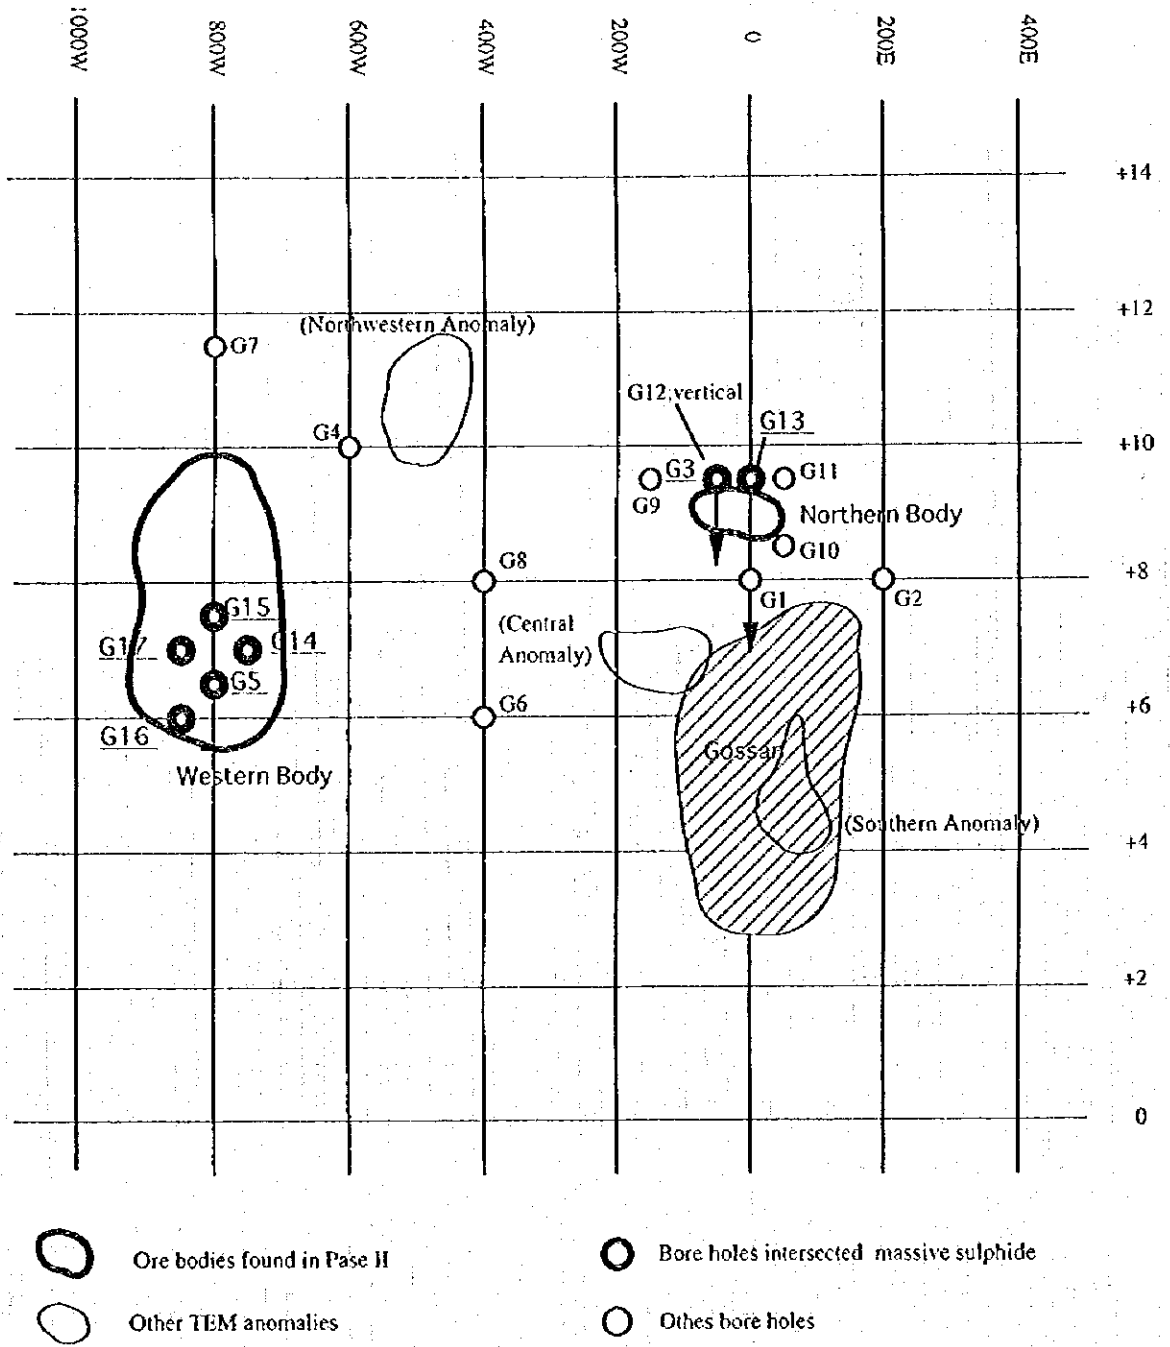 1000W
800W
600W
400W
200W
0
200E
400E
+14
+12
(Northwestern Anomaly)
G7
G12,vertical
G13
G4
+10
G3
G11
G9
Northern Body
G10
G8
+8
G1
G2
G15
(Central
Anomaly)
G17
G14
G5
G6
+6
G16
Gossan
Western Body
(Southern Anomaly)
+4
+2
0
Ore bodies found in Pase II
Bore holes intersected massive sulphide
Other TEM anomalies
Othes bore holes